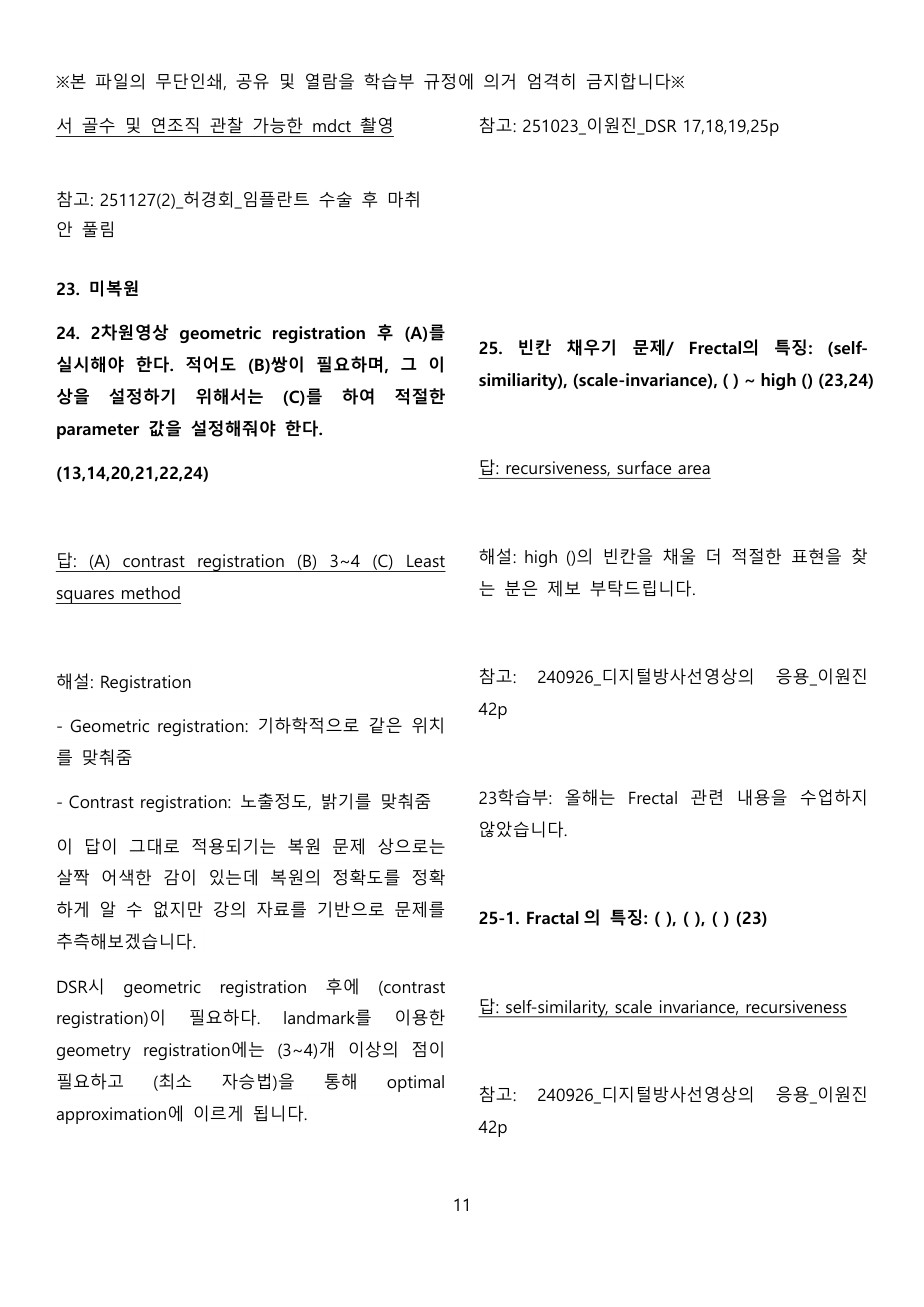 ※본 파일의 무단인쇄, 공유 및 열람을 학습부 규정에 의거 엄격히 금지합니다※
서 골수 및 연조직 관찰 가능한 mdct 촬영
참고: 251127(2)_허경회_임플란트 수술 후 마취
안 풀림
23. 미복원
24. 2차원영상 geometric registration 후 (A)를
실시해야 한다. 적어도 (B)쌍이 필요하며, 그 이
상을 설정하기 위해서는 (C)를 하여 적절한
parameter 값을 설정해줘야 한다.
(13,14,20,21,22,24)
답: (A) contrast registration (B) 3~4 (C) Least
squares method
해설: Registration
- Geometric registration: 기하학적으로 같은 위치
를 맞춰줌
- Contrast registration: 노출정도, 밝기를 맞춰줌
이 답이 그대로 적용되기는 복원 문제 상으로는
살짝 어색한 감이 있는데 복원의 정확도를 정확
하게 알 수 없지만 강의 자료를 기반으로 문제를
추측해보겠습니다.
DSR시 geometric registration 후에 (contrast
registration)이 필요하다. landmark를 이용한
geometry registration에는 (3~4)개 이상의 점이
필요하고 (최소 자승법)을 통해 optimal
approximation에 이르게 됩니다.
참고: 251023_이원진_DSR 17,18,19,25p
25. 빈칸 채우기 문제/ Frectal의 특징: (self-
similiarity), (scale-invariance), ( ) ~ high () (23,24)
답: recursiveness, surface area
해설: high ()의 빈칸을 채울 더 적절한 표현을 찾
는 분은 제보 부탁드립니다.
참고: 240926_디지털방사선영상의 응용_이원진
42p
23학습부: 올해는 Frectal 관련 내용을 수업하지
않았습니다.
25-1. Fractal의 특징: ( ), ( ), ( ) (23)
답: self-similarity, scale invariance, recursiveness
참고: 240926_디지털방사선영상의 응용_이원진
42p
11